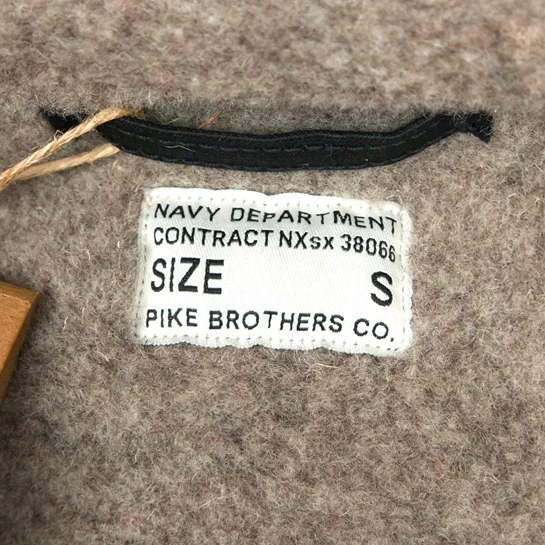 NAVY DEPARTMENT
CONTRACT NXsx 38066
SIZE S
PIKE BROTHERS CO.